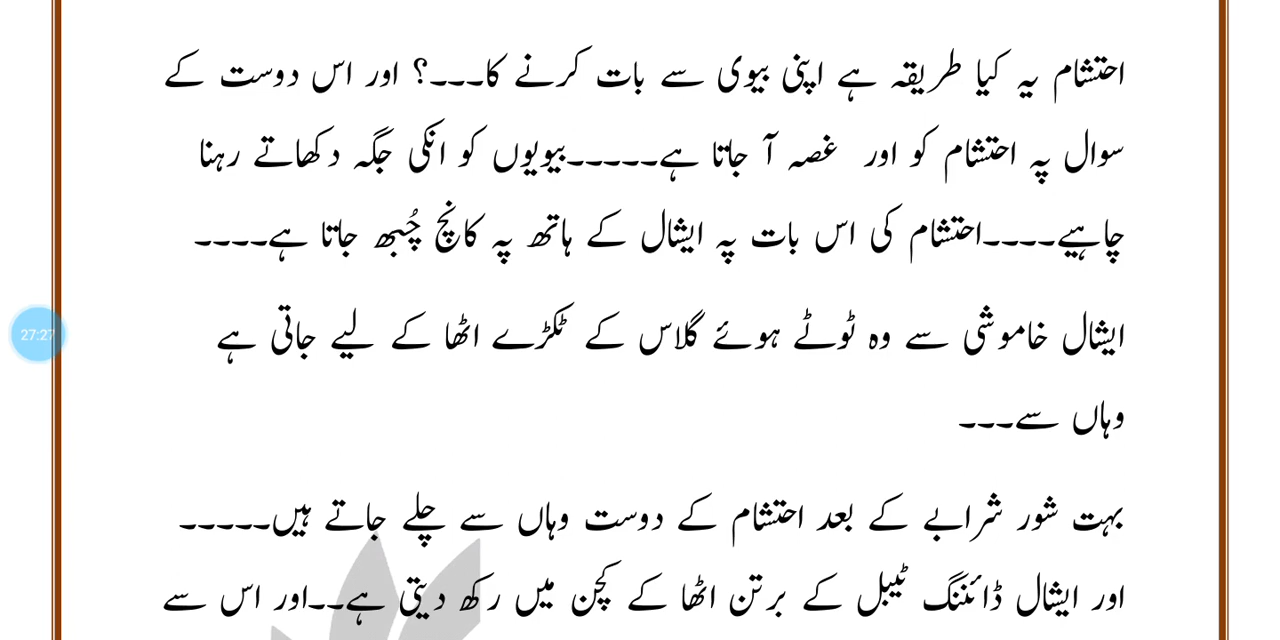 احتشام یہ کیا طریقہ ہے اپنی بیوی سے بات کرنے کا۔۔۔؟ اور اس دوست کے
سوال پہ احتشام کو اور غصہ آ جاتا ہے۔۔۔۔۔بیویوں کو انکی جگہ دکھاتے رہنا
چاہیے۔۔۔۔احتشام کی اس بات پہ ایشال کے ہاتھ پہ کانچ چُبھ جاتا ہے۔۔۔۔
27:27
ایشال خاموشی سے وہ ٹوٹے ہوئے گلاس کے ٹکڑے اٹھا کے لیے جاتی ہے
وہاں سے۔۔۔
بہت شور شرابے کے بعد احتشام کے دوست وہاں سے چلے جاتے ہیں۔۔۔۔۔
اور ایشال ڈائننگ ٹیبل کے برتن اٹھا کے کچن میں رکھ دیتی ہے۔۔اور اس سے